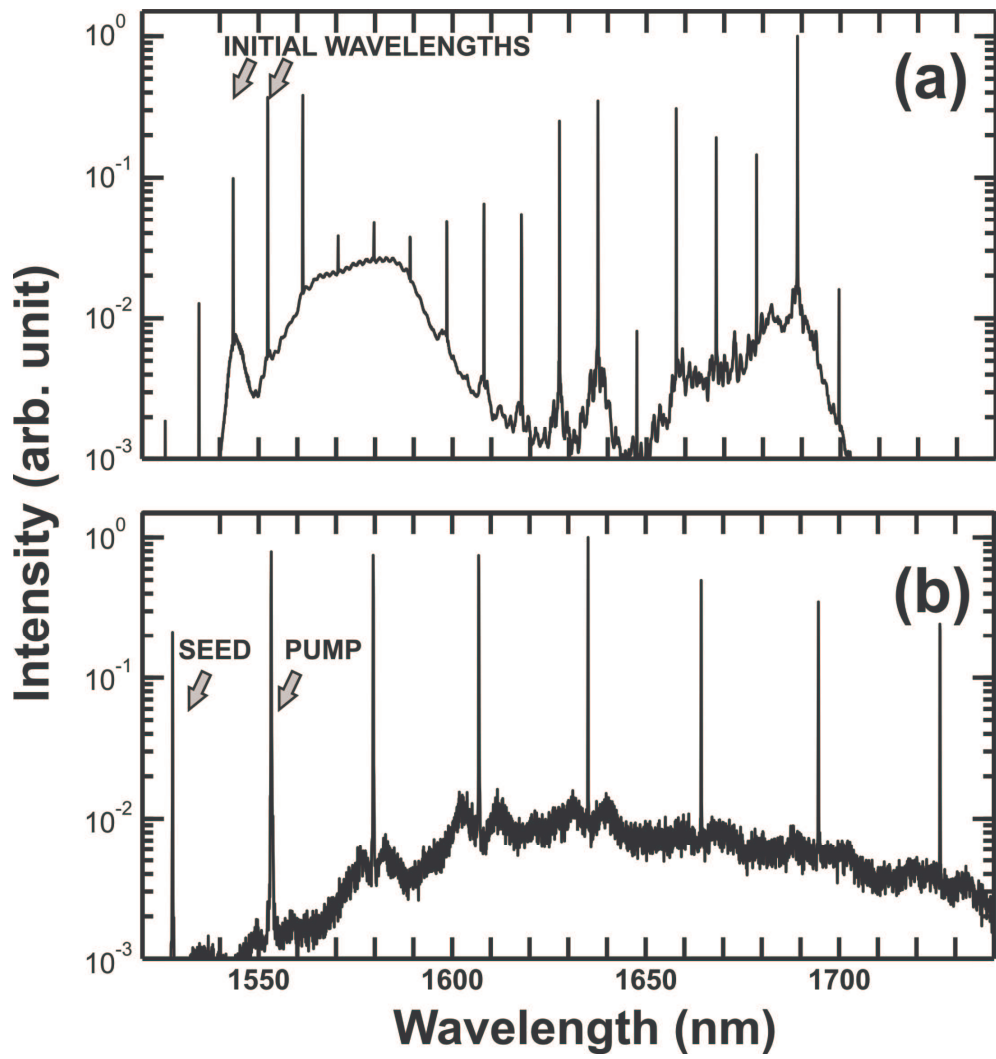 10^0
INITIAL WAVELENGTHS
(a)
10^-1
10^-2
10^-3
Intensity (arb. unit)
10^0
(b)
SEED
PUMP
10^-1
10^-2
10^-3
1550
1600
1650
1700
Wavelength (nm)